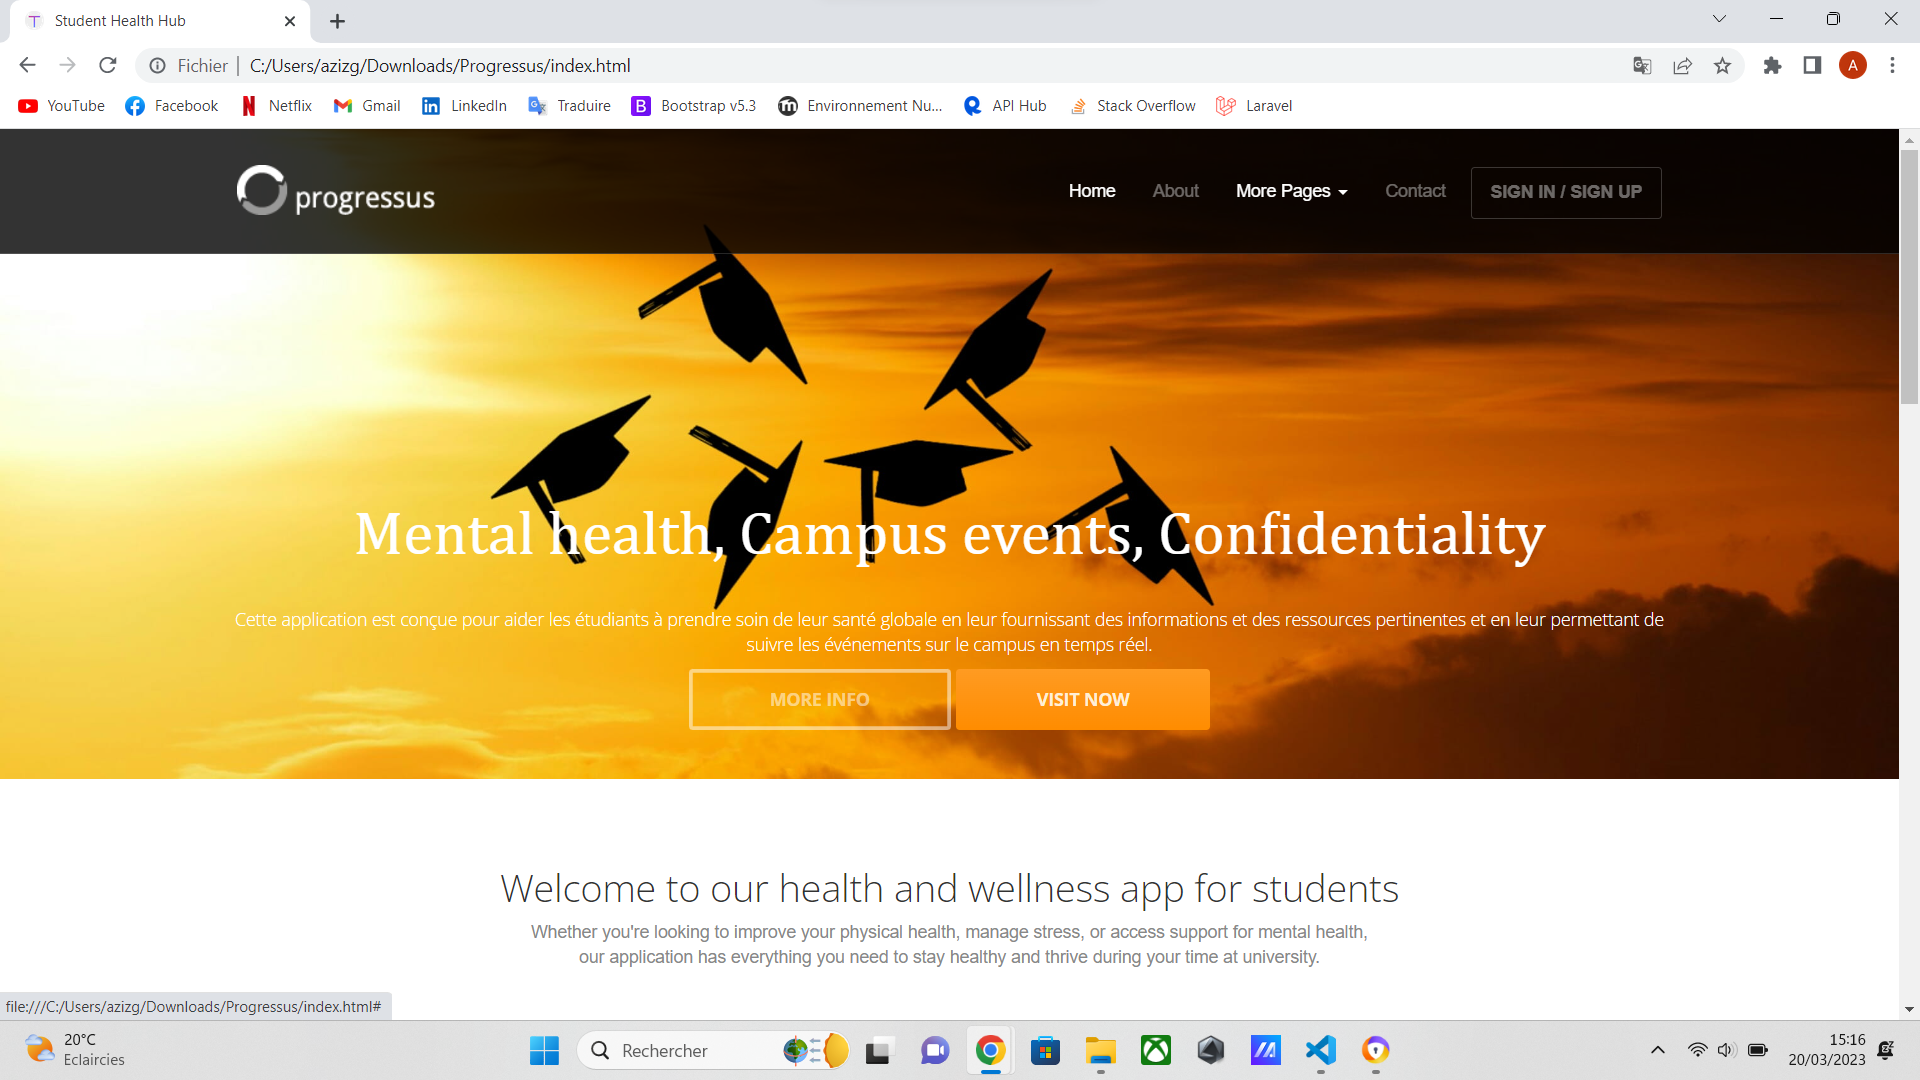 Student Health Hub
Fichier | C:/Users/azizg/Downloads/Progressus/index.html
A
YouTube Facebook Netflix Gmail LinkedIn Traduire Bootstrap v5.3 Environnement Nu... API Hub Stack Overflow Laravel
progressus
Home About More Pages Contact SIGN IN / SIGN UP
Mental health, Campus events, Confidentiality
Cette application est conçue pour aider les étudiants à prendre soin de leur santé globale en leur fournissant des informations et des ressources pertinentes et en leur permettant de
suivre les événements sur le campus en temps réel.
MORE INFO VISIT NOW
Welcome to our health and wellness app for students
Whether you're looking to improve your physical health, manage stress, or access support for mental health,
our application has everything you need to stay healthy and thrive during your time at university.
file:///C:/Users/azizg/Downloads/Progressus/index.html#
20°C
Eclaircies
Rechercher
15:16
20/03/2023